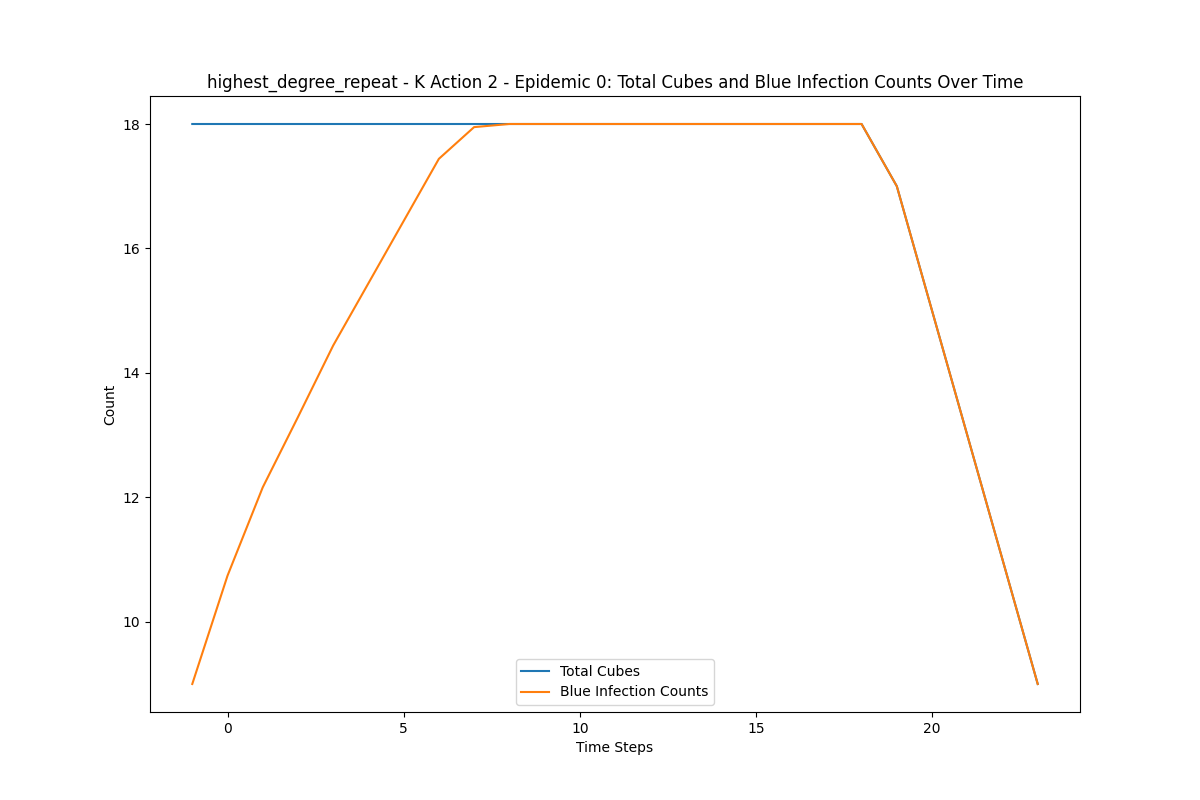 highest_degree_repeat - K Action 2 - Epidemic 0: Total Cubes and Blue Infection Counts Over Time
18
16
14
12
10
Count
Total Cubes
Blue Infection Counts
0 5 10 15 20
Time Steps